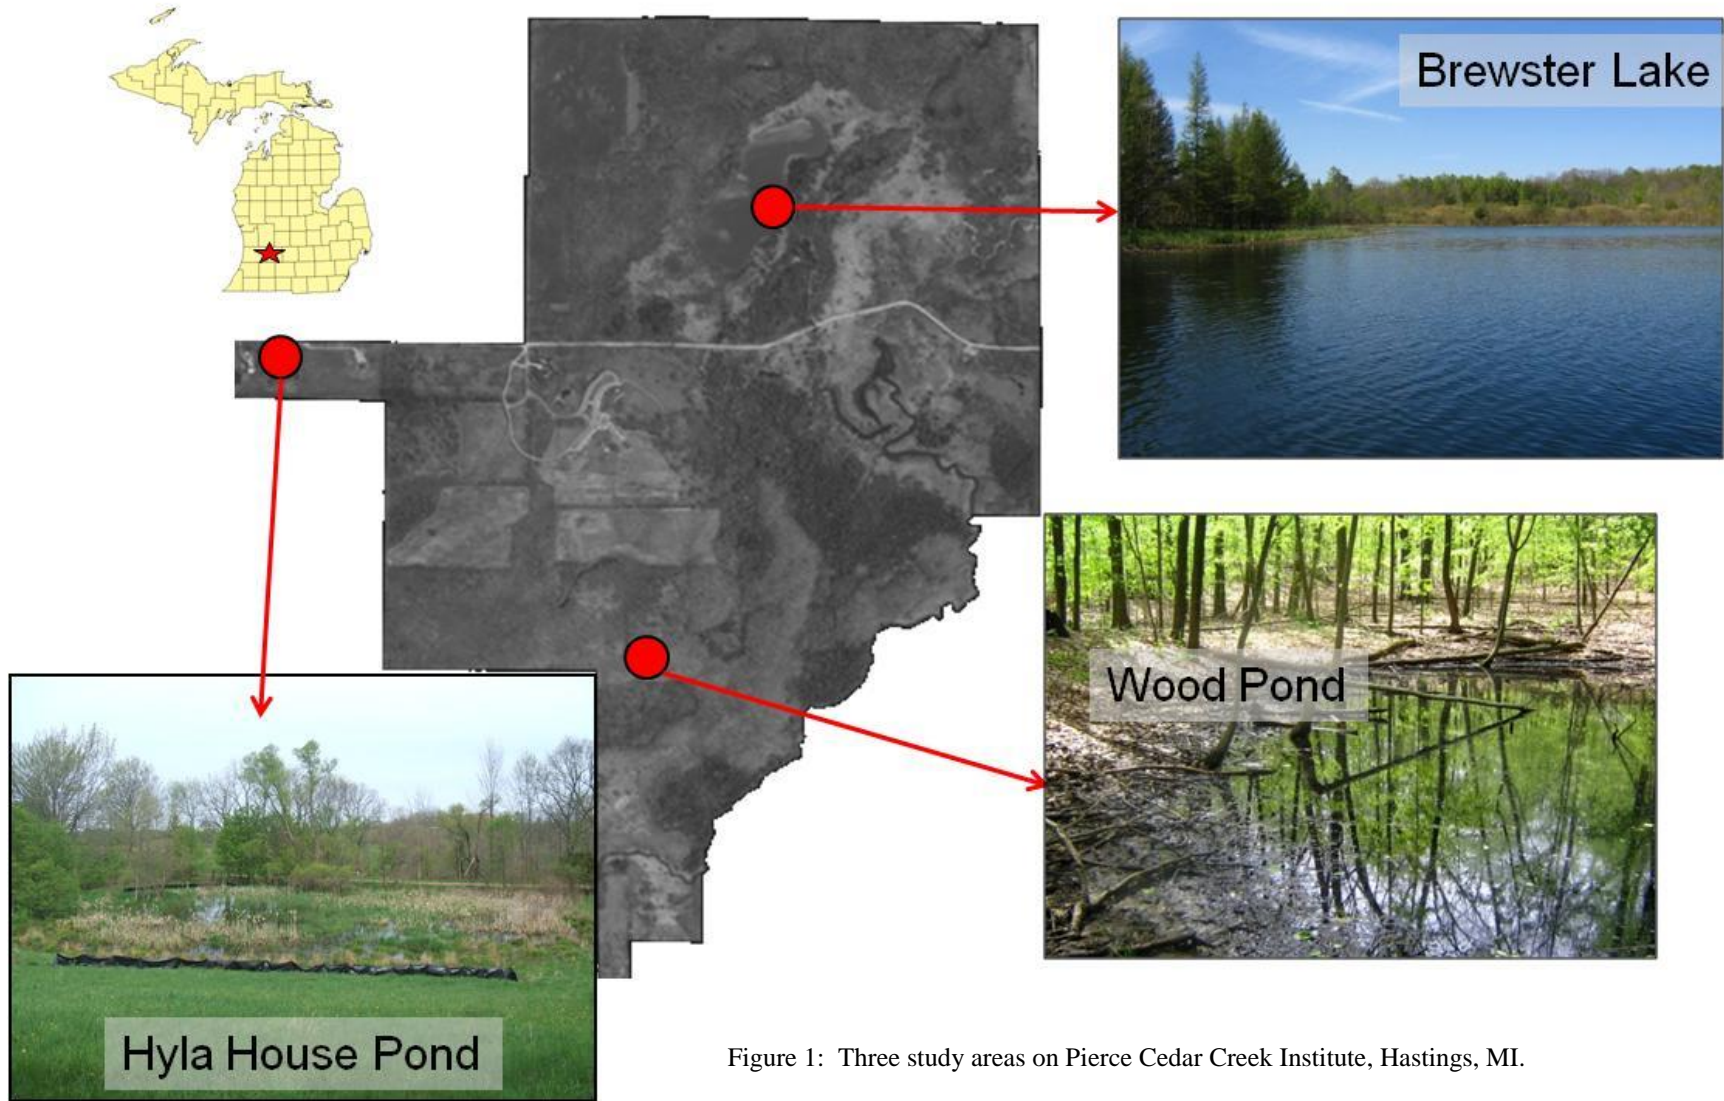 Brewster Lake
Wood Pond
Hyla House Pond
Figure 1:  Three study areas on Pierce Cedar Creek Institute, Hastings, MI.